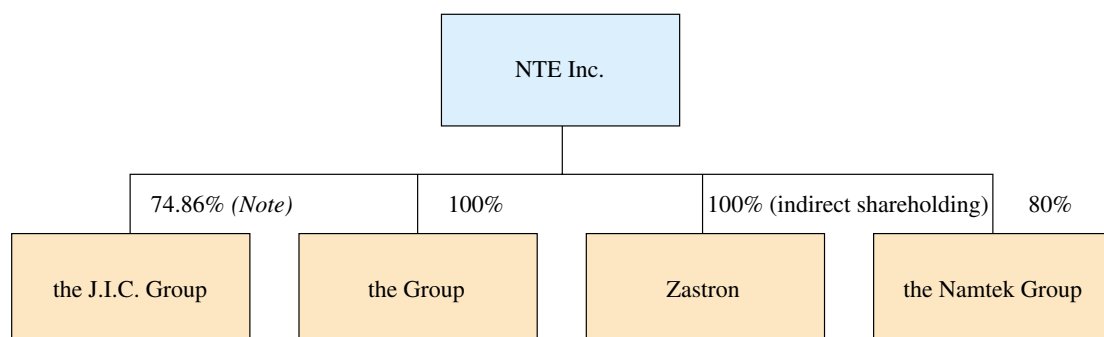 NTE Inc.
74.86% (Note)
100%
100% (indirect shareholding)
80%
the J.I.C. Group
the Group
Zastron
the Namtek Group